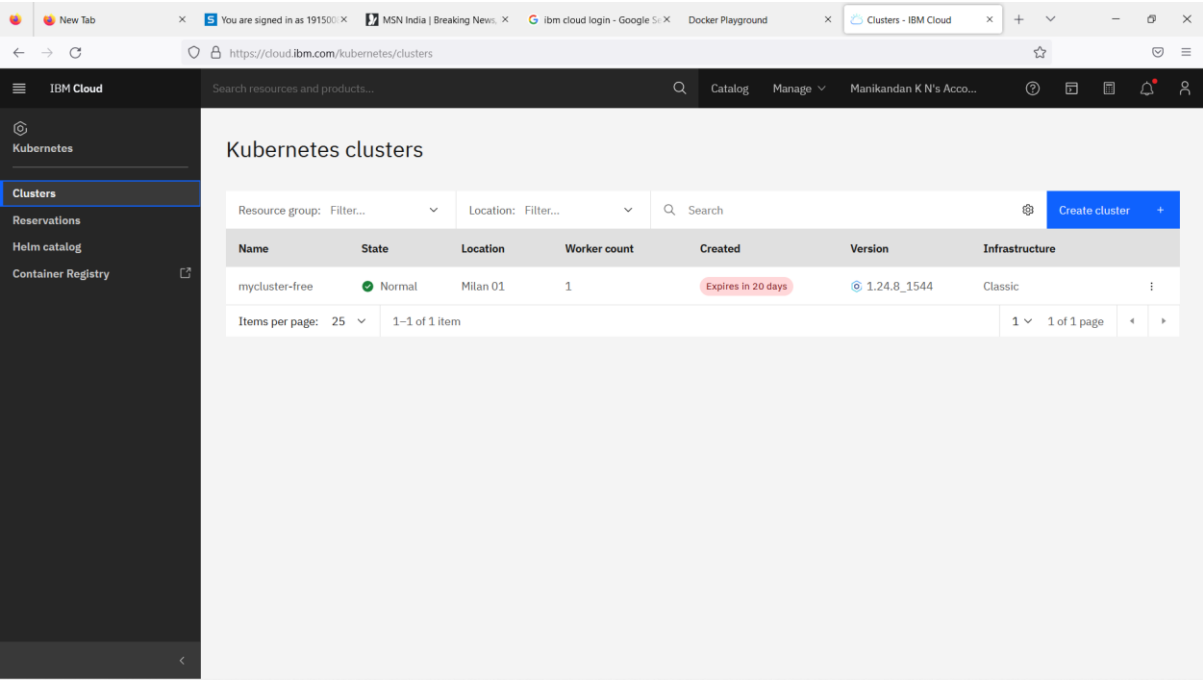 New Tab
You are signed in as 191500
MSN India | Breaking News,
ibm cloud login - Google Se
Docker Playground
Clusters - IBM Cloud
https://cloud.ibm.com/kubernetes/clusters
IBM Cloud
Search resources and products...
Catalog
Manage
Manikandan K N's Acco...
Kubernetes
Clusters
Reservations
Helm catalog
Container Registry
Kubernetes clusters
Resource group: Filter...
Location: Filter...
Search
Create cluster +
Name State Location Worker count Created Version Infrastructure
mycluster-free Normal Milan 01 1 Expires in 20 days 1.24.8_1544 Classic
Items per page: 25 1–1 of 1 item 1 1 of 1 page